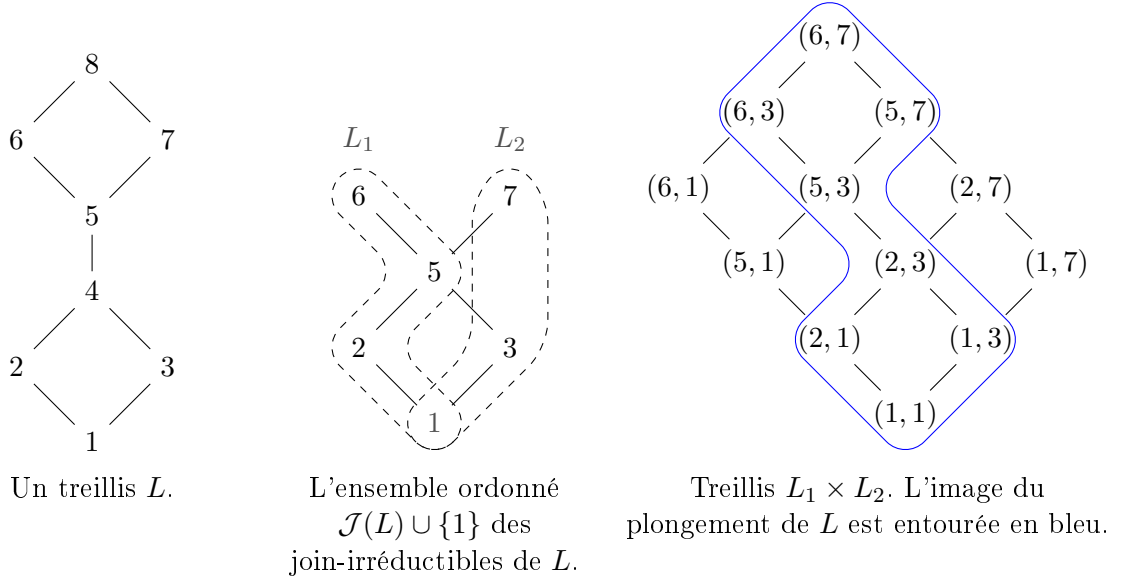 8
6 7
5
4
2 3
1
Un treillis L.
L₁ L₂
6 7
5
2 3
1
L'ensemble ordonné
𝒥(L) ∪ {1} des
join-irréductibles de L.
(6, 7)
(6, 3) (5, 7)
(6, 1) (5, 3) (2, 7)
(5, 1) (2, 3) (1, 7)
(2, 1) (1, 3)
(1, 1)
Treillis L₁ × L₂. L'image du
plongement de L est entourée en bleu.